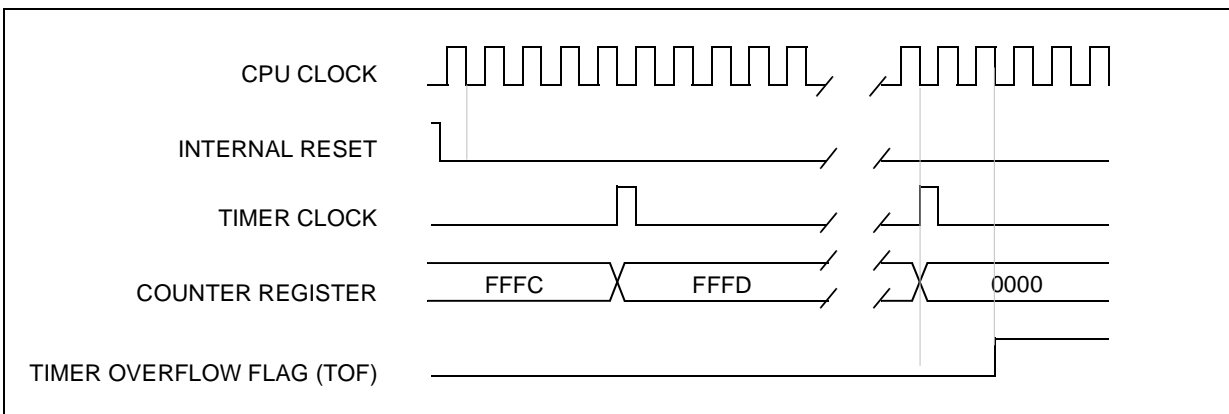 CPU CLOCK
INTERNAL RESET
TIMER CLOCK
COUNTER REGISTER FFFC FFFD 0000
TIMER OVERFLOW FLAG (TOF)